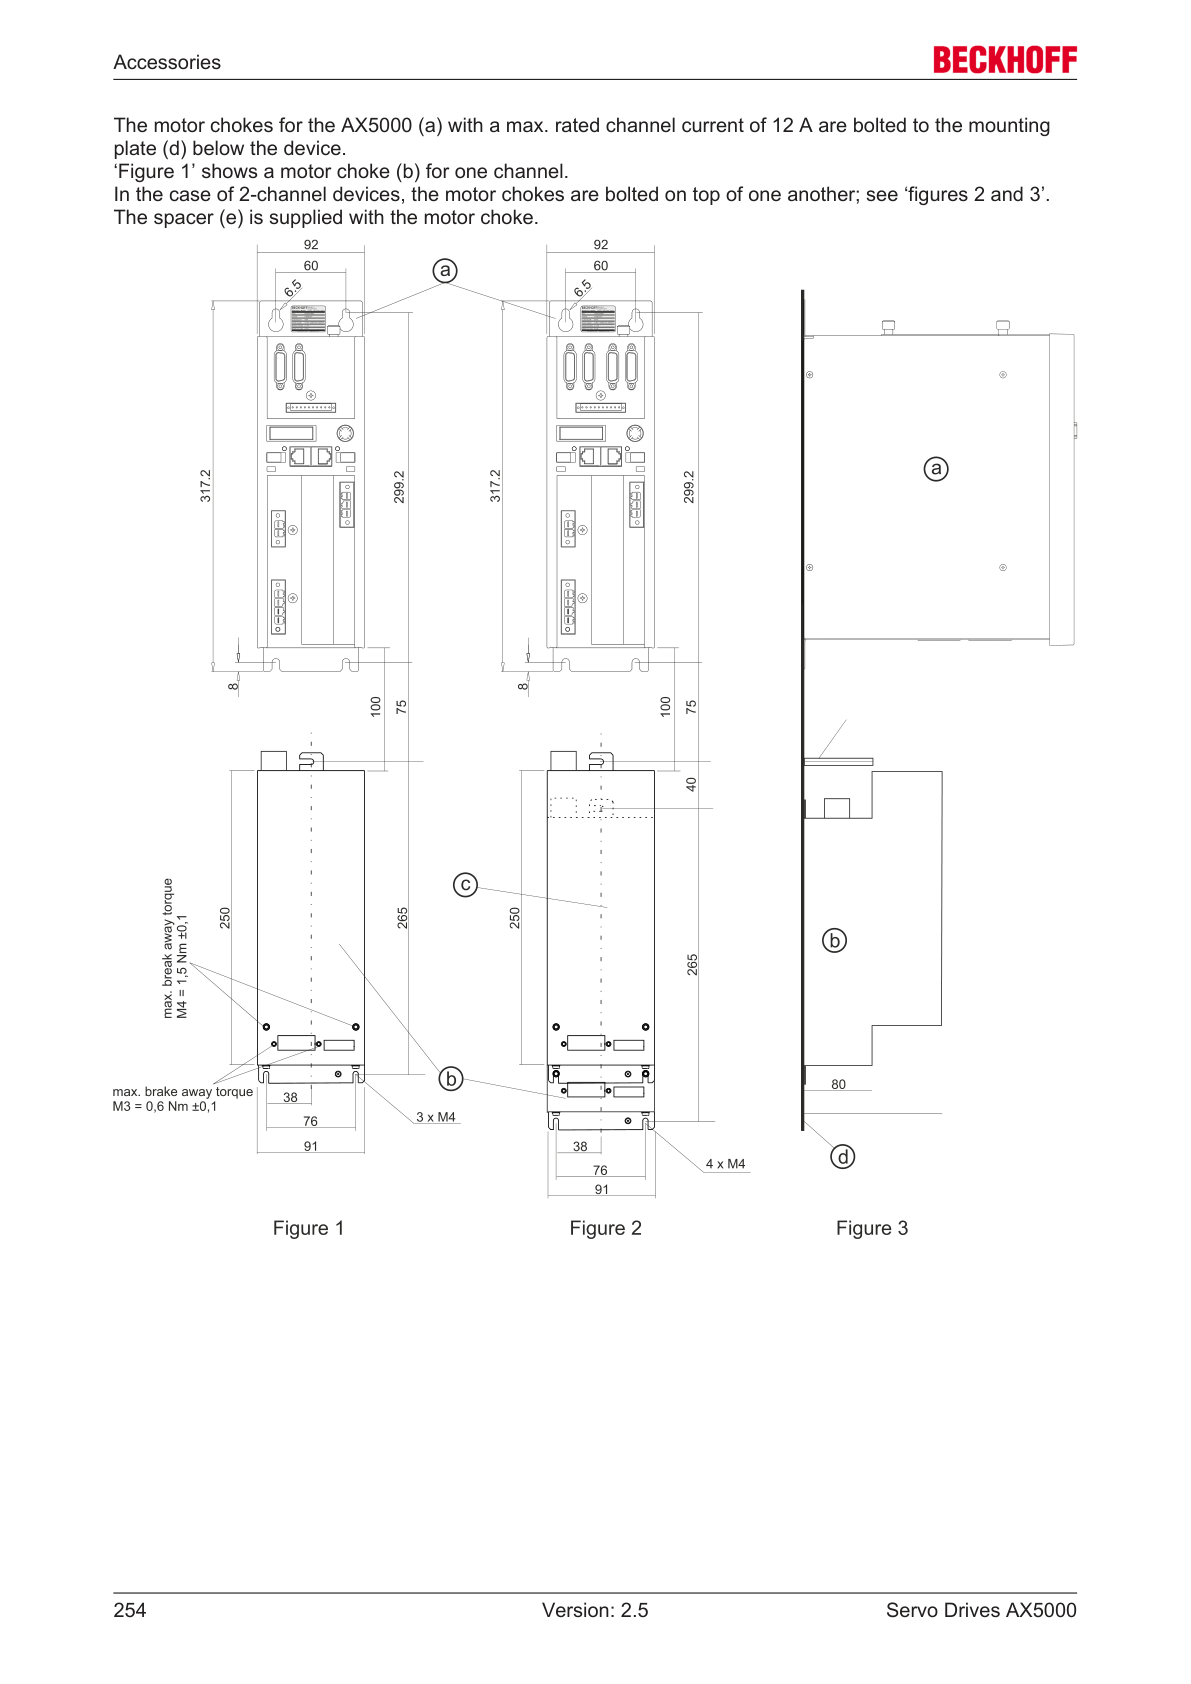 Accessories
BECKHOFF
The motor chokes for the AX5000 (a) with a max. rated channel current of 12 A are bolted to the mounting
plate (d) below the device.
‘Figure 1’ shows a motor choke (b) for one channel.
In the case of 2-channel devices, the motor chokes are bolted on top of one another; see ‘figures 2 and 3’.
The spacer (e) is supplied with the motor choke.
92
60
6.5
a
92
60
6.5
BECKHOFF
BECKHOFF
317.2
299.2
317.2
299.2
a
8
100
75
8
100
75
40
max. break away torque
M4 = 1,5 Nm ±0,1
250
265
c
250
265
b
max. brake away torque
M3 = 0,6 Nm ±0,1
b
80
38
76
91
3 x M4
38
76
91
4 x M4
d
Figure 1
Figure 2
Figure 3
254
Version: 2.5
Servo Drives AX5000